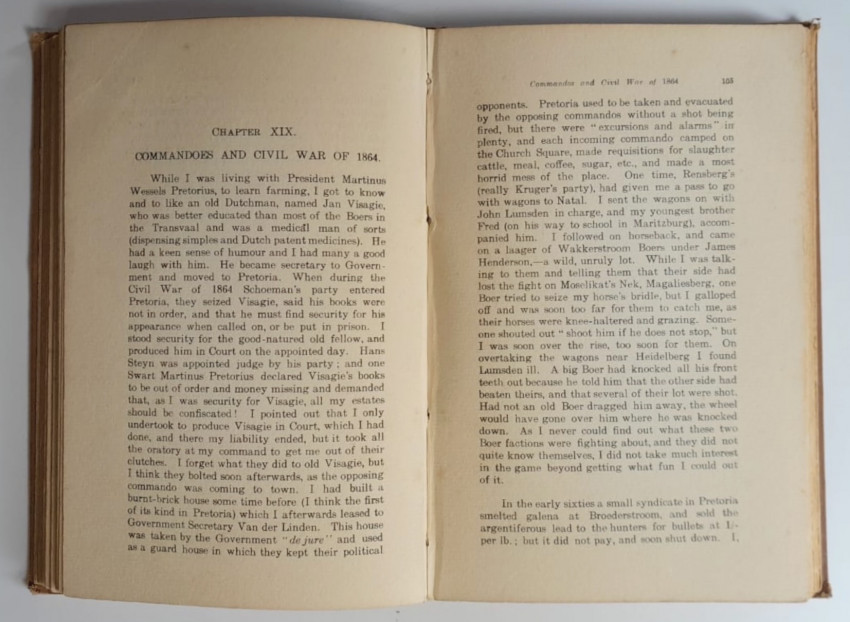 CHAPTER XIX.
COMMANDOES AND CIVIL WAR OF 1864.
While I was living with President Martinus
Wessels Pretorius, to learn farming, I got to know
and to like an old Dutchman, named Jan Visagie,
who was better educated than most of the Boers in
the Transvaal and was a medical man of sorts
(dispensing simples and Dutch patent medicines). He
had a keen sense of humour and I had many a good
laugh with him. He became secretary to Govern-
ment and moved to Pretoria. When during the
Civil War of 1864 Schoeman's party entered
Pretoria, they seized Visagie, said his books were
not in order, and that he must find security for his
appearance when called on, or be put in prison. I
stood security for the good-natured old fellow, and
produced him in Court on the appointed day. Hans
Steyn was appointed judge by his party; and one
Swart Martinus Pretorius declared Visagie's books
to be out of order and money missing and demanded
that, as I was security for Visagie, all my estates
should be confiscated! I pointed out that I only
undertook to produce Visagie in Court, which I had
done, and there my liability ended, but it took all
the oratory at my command to get me out of their
clutches. I forget what they did to old Visagie, but
I think they bolted soon afterwards, as the opposing
commando was coming to town. I had built a
burnt-brick house some time before (I think the first
of its kind in Pretoria) which I afterwards leased to
Government Secretary Van der Linden. This house
was taken by the Government "de jure" and used
as a guard house in which they kept their political
Commandoes and Civil War of 1864 103
opponents. Pretoria used to be taken and evacuated
by the opposing commandos without a shot being
fired, but there were "excursions and alarms" in
plenty, and each incoming commando camped on
the Church Square, made requisitions for slaughter
cattle, meal, coffee, sugar, etc., and made a most
horrid mess of the place. One time, Rensberg's
(really Kruger's party), had given me a pass to go
with wagons to Natal. I sent the wagons on with
John Lumsden in charge, and my youngest brother
Fred (on his way to school in Maritzburg), accom-
panied him. I followed on horseback, and came
on a laager of Wakkerstroom Boers under James
Henderson,—a wild, unruly lot. While I was talk-
ing to them and telling them that their side had
lost the fight on Moselikat's Nek, Magaliesberg, one
Boer tried to seize my horse's bridle, but I galloped
off and was soon too far for them to catch me, as
their horses were knee-haltered and grazing. Some-
one shouted out "shoot him if he does not stop," but
I was soon over the rise, too soon for them. On
overtaking the wagons near Heidelberg I found
Lumsden ill. A big Boer had knocked all his front
teeth out because he told him that the other side had
beaten theirs, and that several of their lot were shot.
Had not an old Boer dragged him away, the wheel
would have gone over him where he was knocked
down. As I never could find out what these two
Boer factions were fighting about, and they did not
quite know themselves, I did not take much interest
in the game beyond getting what fun I could out
of it.
In the early sixties a small syndicate in Pretoria
smelted galena at Broederstroom, and sold the
argentiferous lead to the hunters for bullets at 1/-
per lb.; but it did not pay, and soon shut down. I,